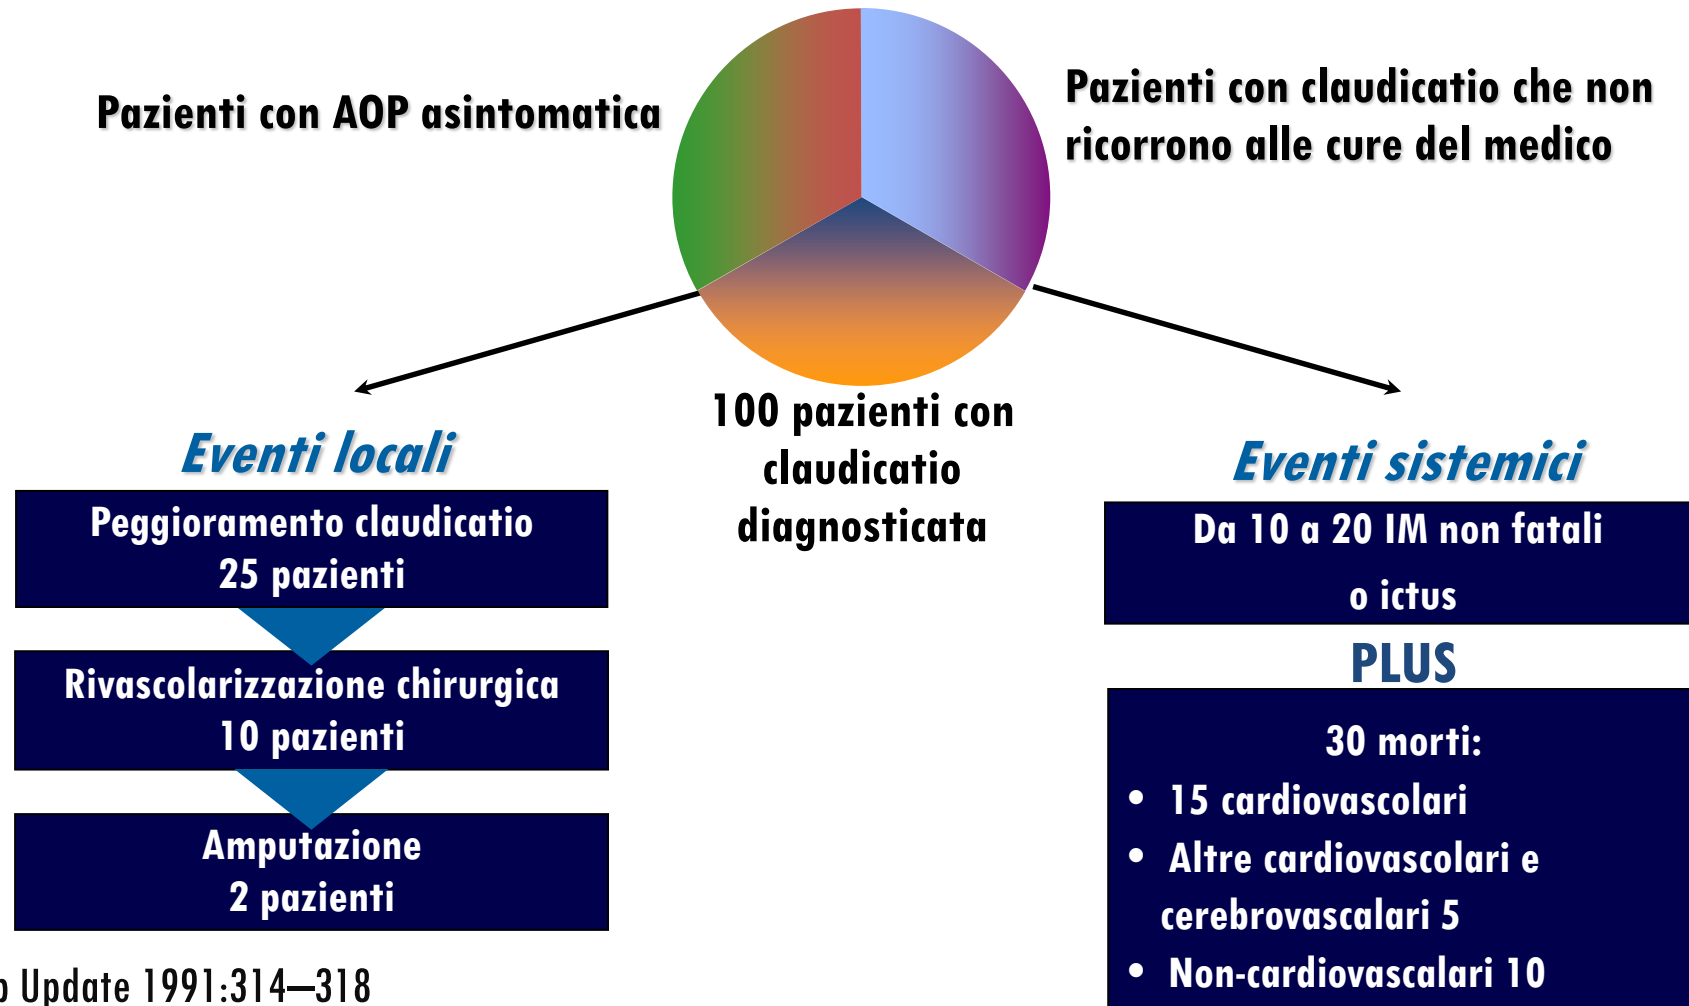 Pazienti con AOP asintomatica
Pazienti con claudicatio che non
ricorrono alle cure del medico
100 pazienti con
claudicatio
diagnosticata
Eventi locali
Peggioramento claudicatio
25 pazienti
Rivascolarizzazione chirurgica
10 pazienti
Amputazione
2 pazienti
Eventi sistemici
Da 10 a 20 IM non fatali
o ictus
PLUS
30 morti:
• 15 cardiovascolari
• Altre cardiovascolari e
cerebrovascalari 5
• Non-cardiovascalari 10
Update 1991:314–318